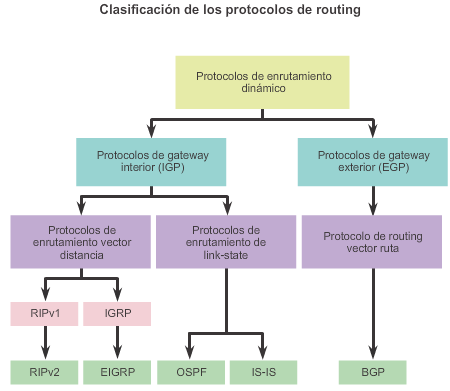 Clasificación de los protocolos de routing
Protocolos de enrutamiento
dinámico
Protocolos de gateway
interior (IGP)
Protocolos de gateway
exterior (EGP)
Protocolos de
enrutamiento vector
distancia
Protocolos de
enrutamiento de
link-state
Protocolo de routing
vector ruta
RIPv1
IGRP
RIPv2
EIGRP
OSPF
IS-IS
BGP